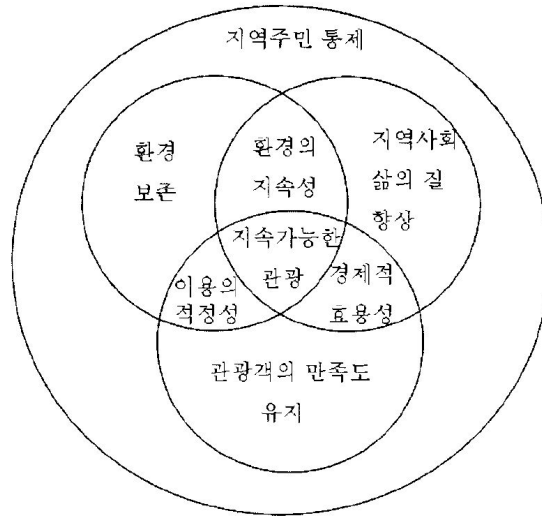 지역주민 통제
환경
보존
환경의
지속성
지역사회
삶의 질
향상
지속가능한
관광
이용의
적정성
경제적
효용성
관광객의 만족도
유지